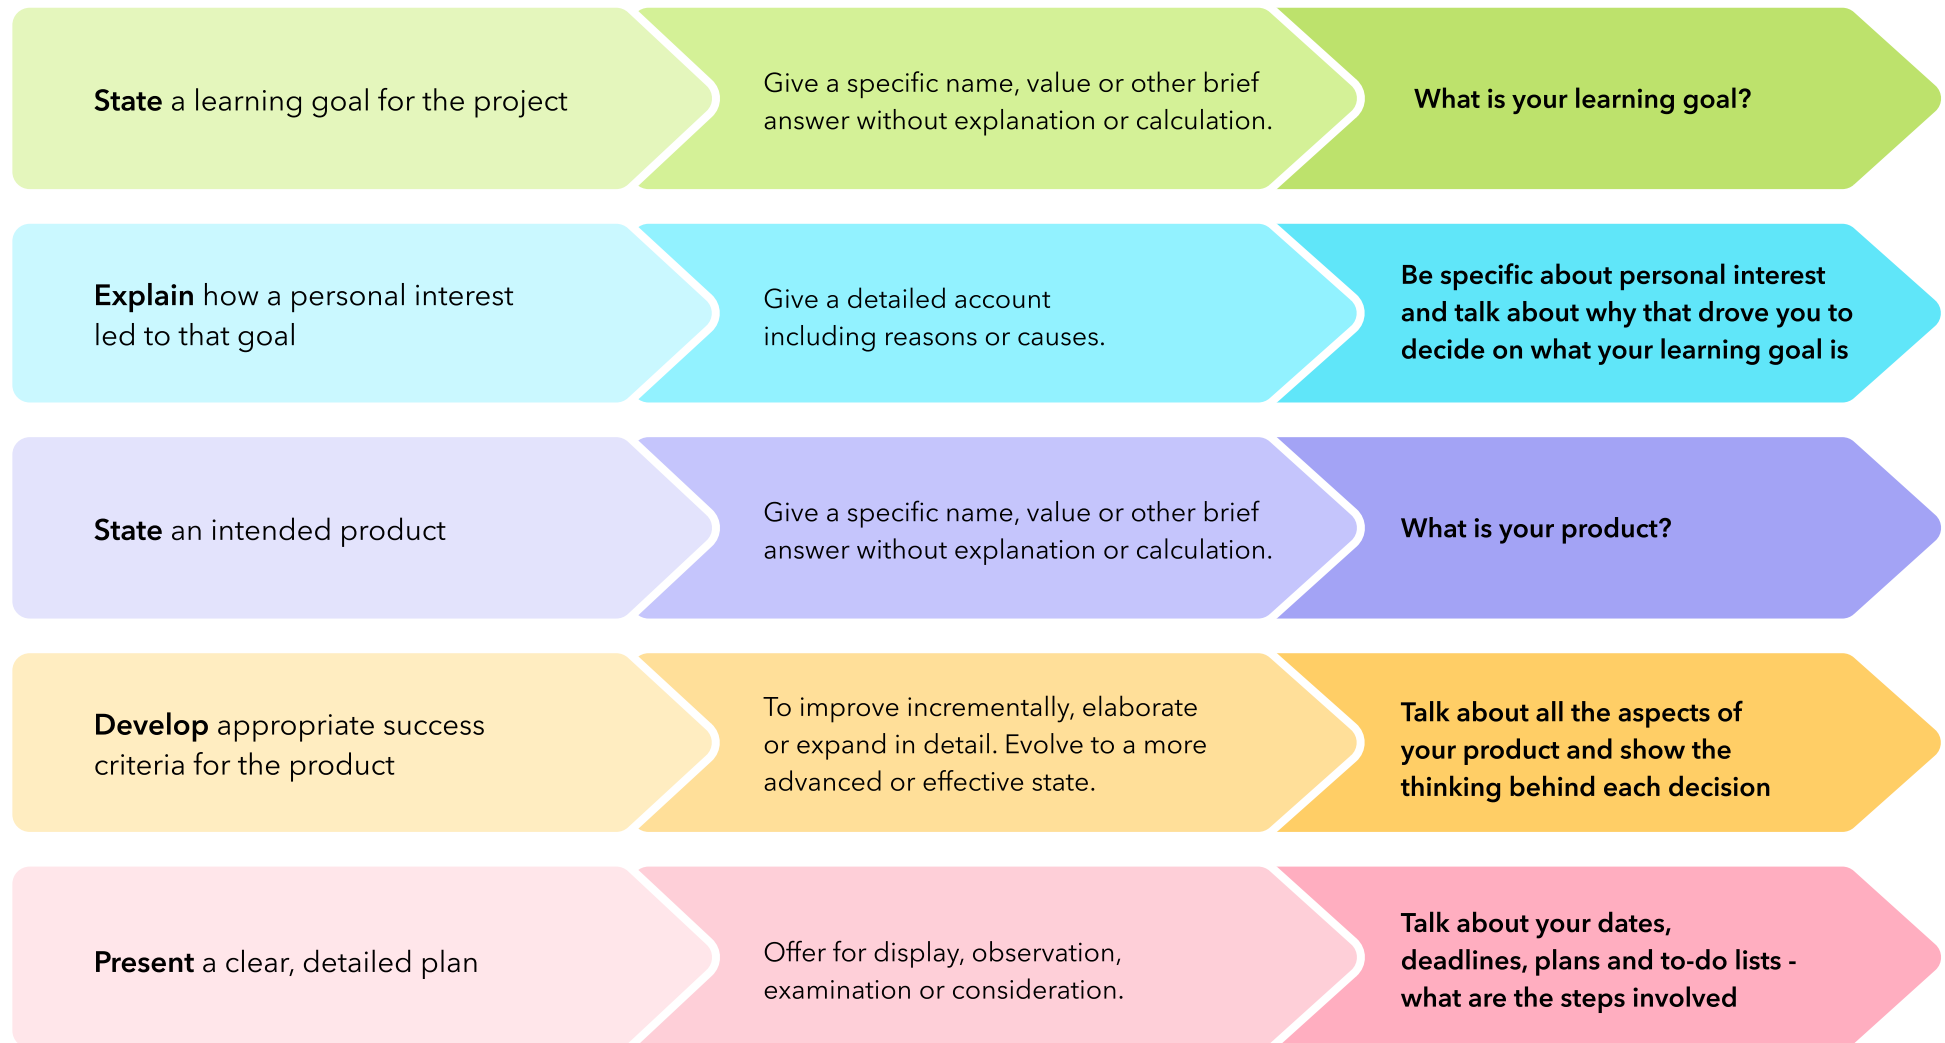 State a learning goal for the project
Give a specific name, value or other brief
answer without explanation or calculation.
What is your learning goal?
Explain how a personal interest
led to that goal
Give a detailed account
including reasons or causes.
Be specific about personal interest
and talk about why that drove you to
decide on what your learning goal is
State an intended product
Give a specific name, value or other brief
answer without explanation or calculation.
What is your product?
Develop appropriate success
criteria for the product
To improve incrementally, elaborate
or expand in detail. Evolve to a more
advanced or effective state.
Talk about all the aspects of
your product and show the
thinking behind each decision
Present a clear, detailed plan
Offer for display, observation,
examination or consideration.
Talk about your dates,
deadlines, plans and to-do lists -
what are the steps involved